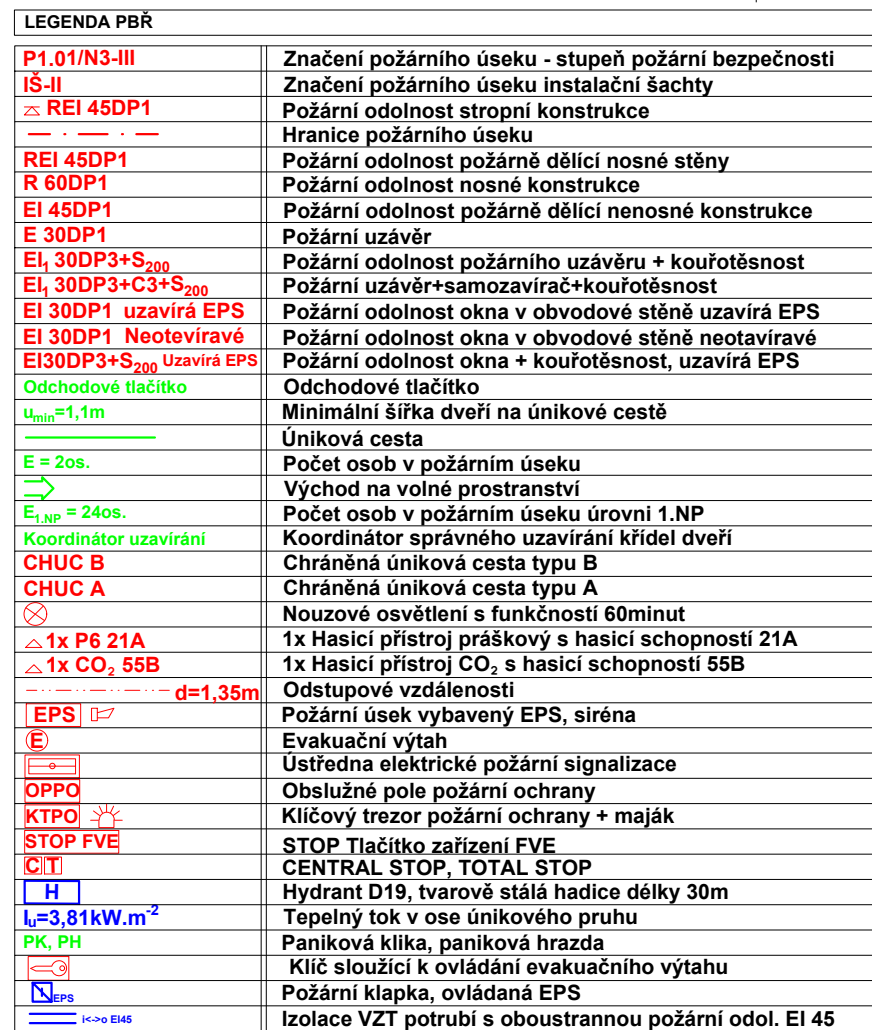 LEGENDA PBŘ
P1.01/N3-III Značení požárního úseku - stupeň požární bezpečnosti
IŠ-II Značení požárního úseku instalační šachty
REI 45DP1 Požární odolnost stropní konstrukce
Hranice požárního úseku
REI 45DP1 Požární odolnost požárně dělící nosné stěny
R 60DP1 Požární odolnost nosné konstrukce
EI 45DP1 Požární odolnost požárně dělící nenosné konstrukce
E 30DP1 Požární uzávěr
EI₁ 30DP3+S₂₀₀ Požární odolnost požárního uzávěru + kouřotěsnost
EI₁ 30DP3+C3+S₂₀₀ Požární uzávěr+samozavírač+kouřotěsnost
EI 30DP1 uzavírá EPS Požární odolnost okna v obvodové stěně uzavírá EPS
EI 30DP1 Neotevíravé Požární odolnost okna v obvodové stěně neotavíravé
EI30DP3+S₂₀₀ Uzavírá EPS Požární odolnost okna + kouřotěsnost, uzavírá EPS
Odchodové tlačítko Odchodové tlačítko
uₘᵢₙ=1,1m Minimální šířka dveří na únikové cestě
Úniková cesta
E = 2os. Počet osob v požárním úseku
Východ na volné prostranství
E₁.NP = 24os. Počet osob v požárním úseku úrovni 1.NP
Koordinátor uzavírání Koordinátor správného uzavírání křídel dveří
CHUC B Chráněná úniková cesta typu B
CHUC A Chráněná úniková cesta typu A
Nouzové osvětlení s funkčností 60minut
1x P6 21A 1x Hasicí přístroj práškový s hasicí schopností 21A
1x CO₂ 55B 1x Hasicí přístroj CO₂ s hasicí schopností 55B
d=1,35m Odstupové vzdálenosti
EPS Požární úsek vybavený EPS, siréna
E Evakuační výtah
Ústředna elektrické požární signalizace
OPPO Obslužné pole požární ochrany
KTPO Klíčový trezor požární ochrany + maják
STOP FVE STOP Tlačítko zařízení FVE
C T CENTRAL STOP, TOTAL STOP
H Hydrant D19, tvarově stálá hadice délky 30m
Iᵤ=3,81kW.m⁻² Tepelný tok v ose únikového pruhu
PK, PH Paniková klika, paniková hrazda
Klíč sloužící k ovládání evakuačního výtahu
EPS Požární klapka, ovládaná EPS
i<->o EI45 Izolace VZT potrubí s oboustrannou požární odol. EI 45